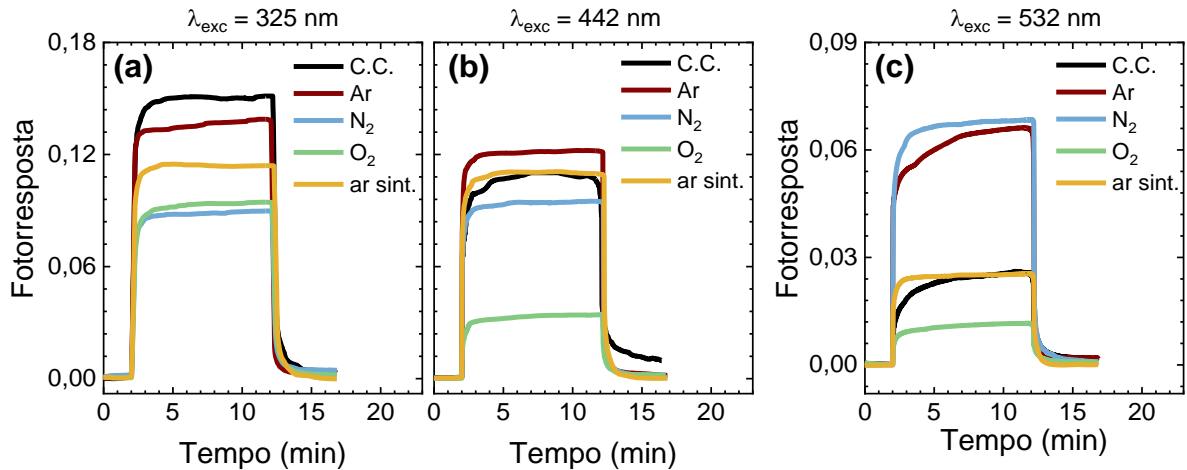 λexc = 325 nm
λexc = 442 nm
λexc = 532 nm
(a)
C.C.
Ar
N2
O2
ar sint.
Fotorresposta
0,18
0,12
0,06
0,00
0 5 10 15 20
Tempo (min)
(b)
C.C.
Ar
N2
O2
ar sint.
0 5 10 15 20
Tempo (min)
(c)
C.C.
Ar
N2
O2
ar sint.
Fotorresposta
0,09
0,06
0,03
0,00
0 5 10 15 20
Tempo (min)